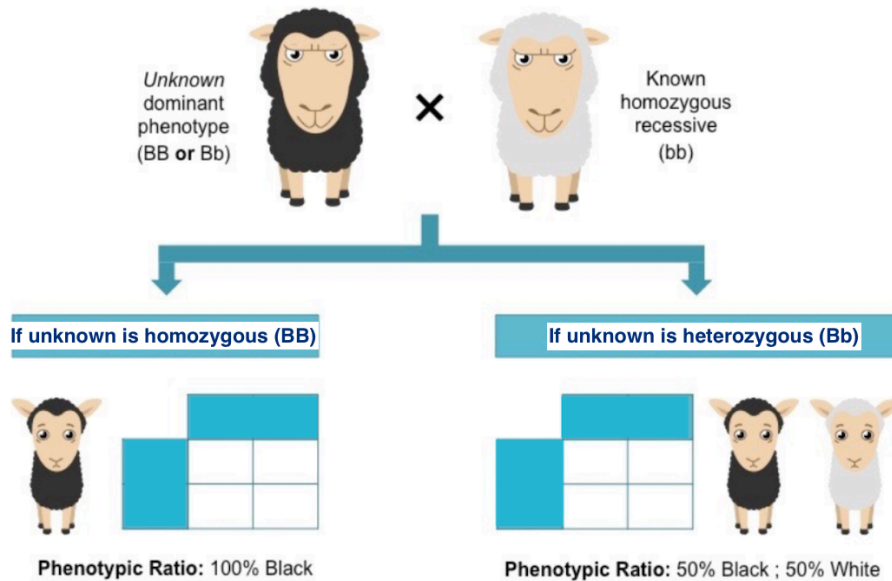 Unknown
dominant
phenotype
(BB or Bb)
Known
homozygous
recessive
(bb)
If unknown is homozygous (BB)
If unknown is heterozygous (Bb)
Phenotypic Ratio: 100% Black
Phenotypic Ratio: 50% Black ; 50% White